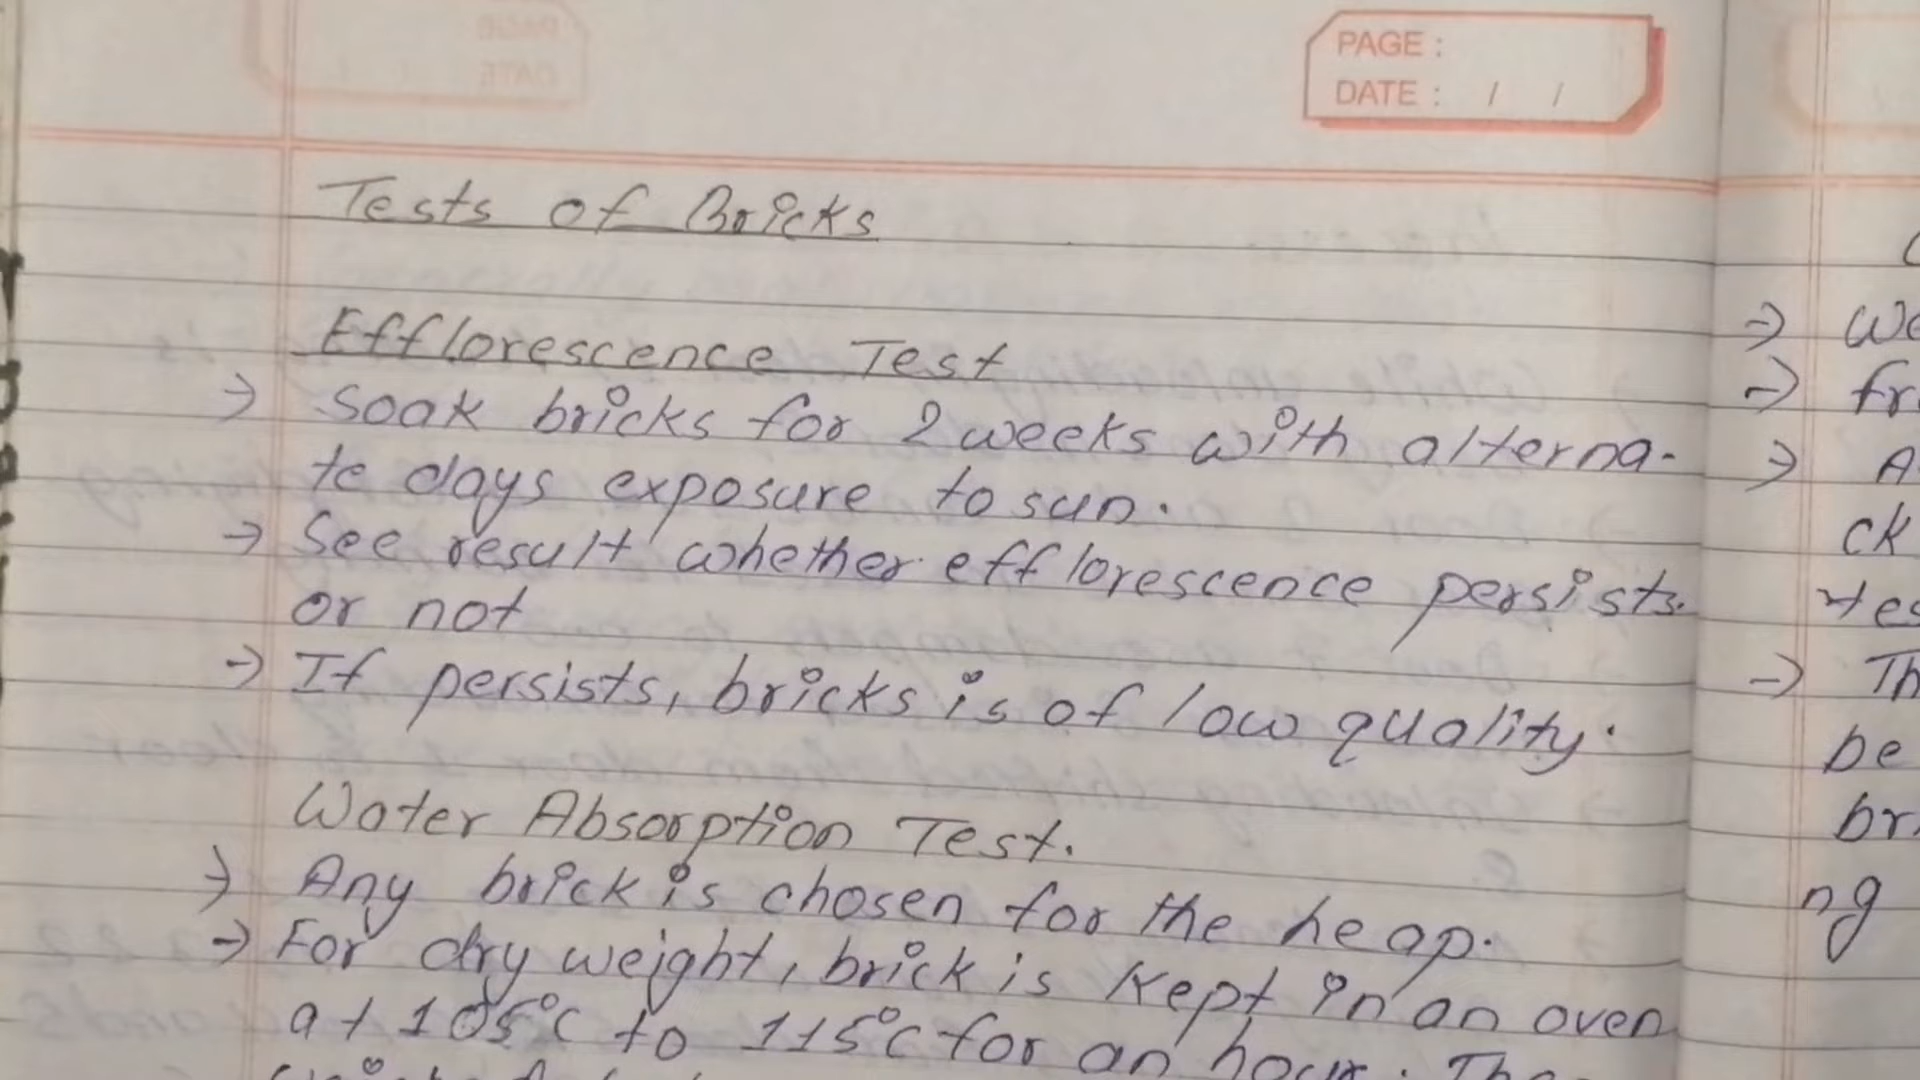 PAGE :
DATE : / /
Tests of Bricks
Efflorescence Test
→ Soak bricks for 2 weeks with alterna-
te days exposure to sun.
→ See result whether efflorescence persists.
or not
→ If persists, bricks is of low quality.
Water Absorption Test.
→ Any brick is chosen for the heap.
→ For dry weight, brick is kept in an oven
at 105°c to 115°c for an hour.
→
→
→
ck
→
be
ng